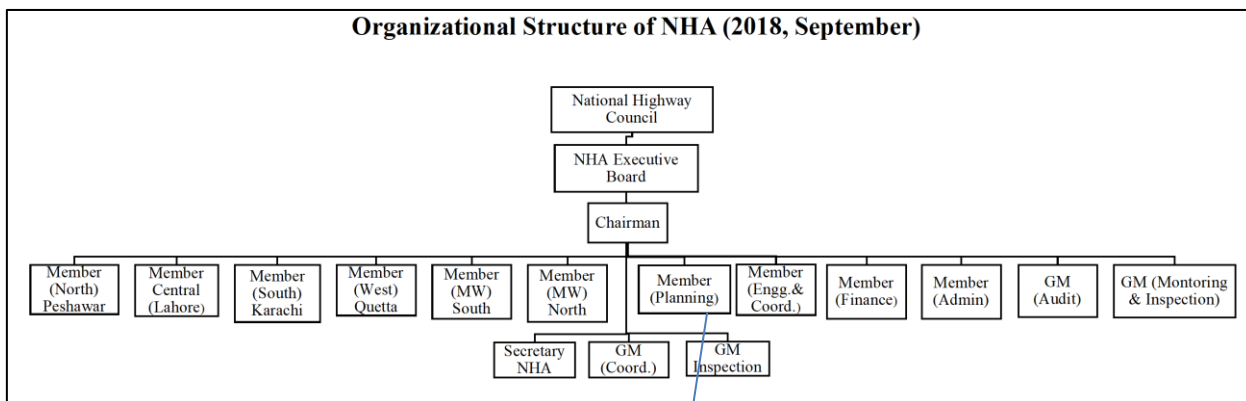 Organizational Structure of NHA (2018, September)
National Highway
Council
NHA Executive
Board
Chairman
Member
(North)
Peshawar
Member
Central
(Lahore)
Member
(South)
Karachi
Member
(West)
Quetta
Member
(MW)
South
Member
(MW)
North
Member
(Planning)
Member
(Engg.&
Coord.)
Member
(Finance)
Member
(Admin)
GM
(Audit)
GM (Montoring
& Inspection)
Secretary
NHA
GM
(Coord.)
GM
Inspection